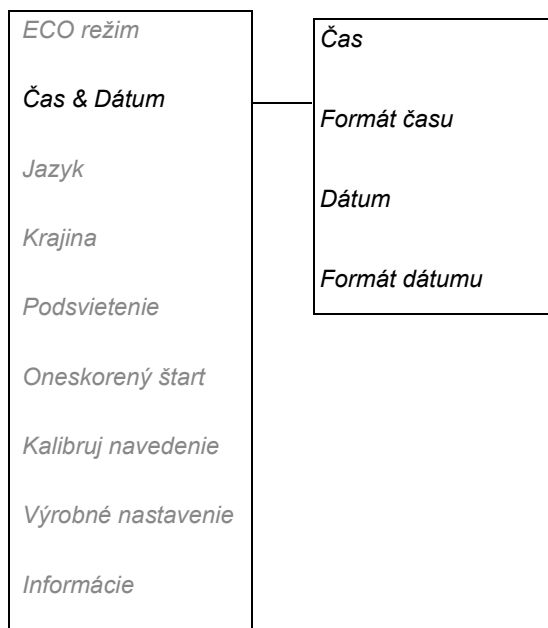 ECO režim
Čas & Dátum
Jazyk
Krajina
Podsvietenie
Oneskorený štart
Kalibruj navedenie
Výrobné nastavenie
Informácie
Čas
Formát času
Dátum
Formát dátumu